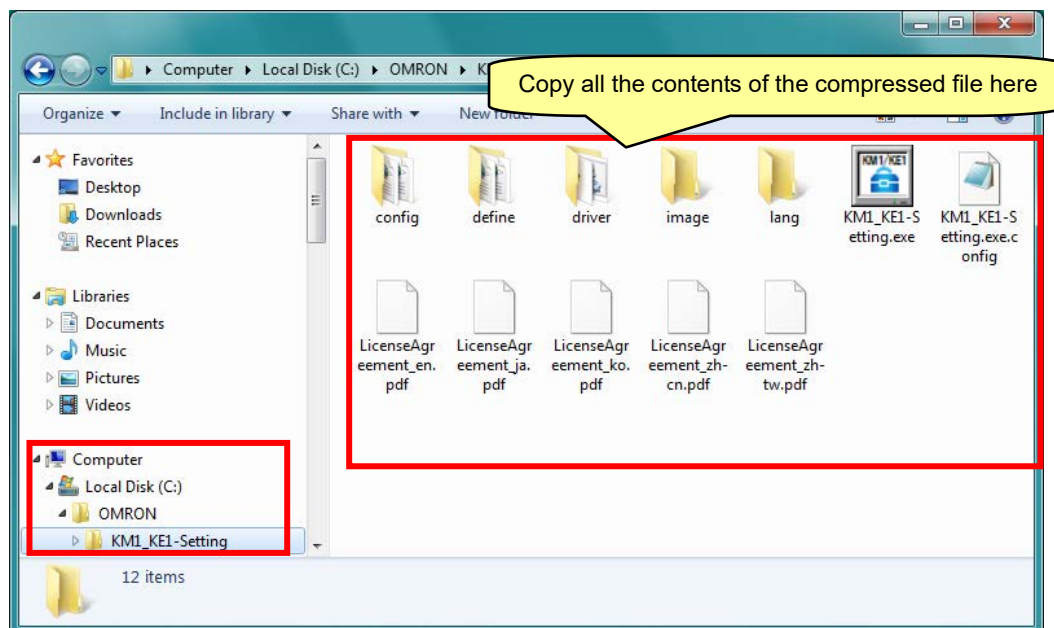 Computer ▸ Local Disk (C:) ▸ OMRON ▸ K
Copy all the contents of the compressed file here
Organize Include in library Share with New folder
Favorites
Desktop
Downloads
Recent Places
Libraries
Documents
Music
Pictures
Videos
Computer
Local Disk (C:)
OMRON
KM1_KE1-Setting
config define driver image lang KM1_KE1-S KM1_KE1-S
etting.exe etting.exe.c
onfig
KM1/KE1
LicenseAgr LicenseAgr LicenseAgr LicenseAgr LicenseAgr
eement_en. eement_ja. eement_ko. eement_zh- eement_zh-
pdf pdf pdf cn.pdf tw.pdf
12 items